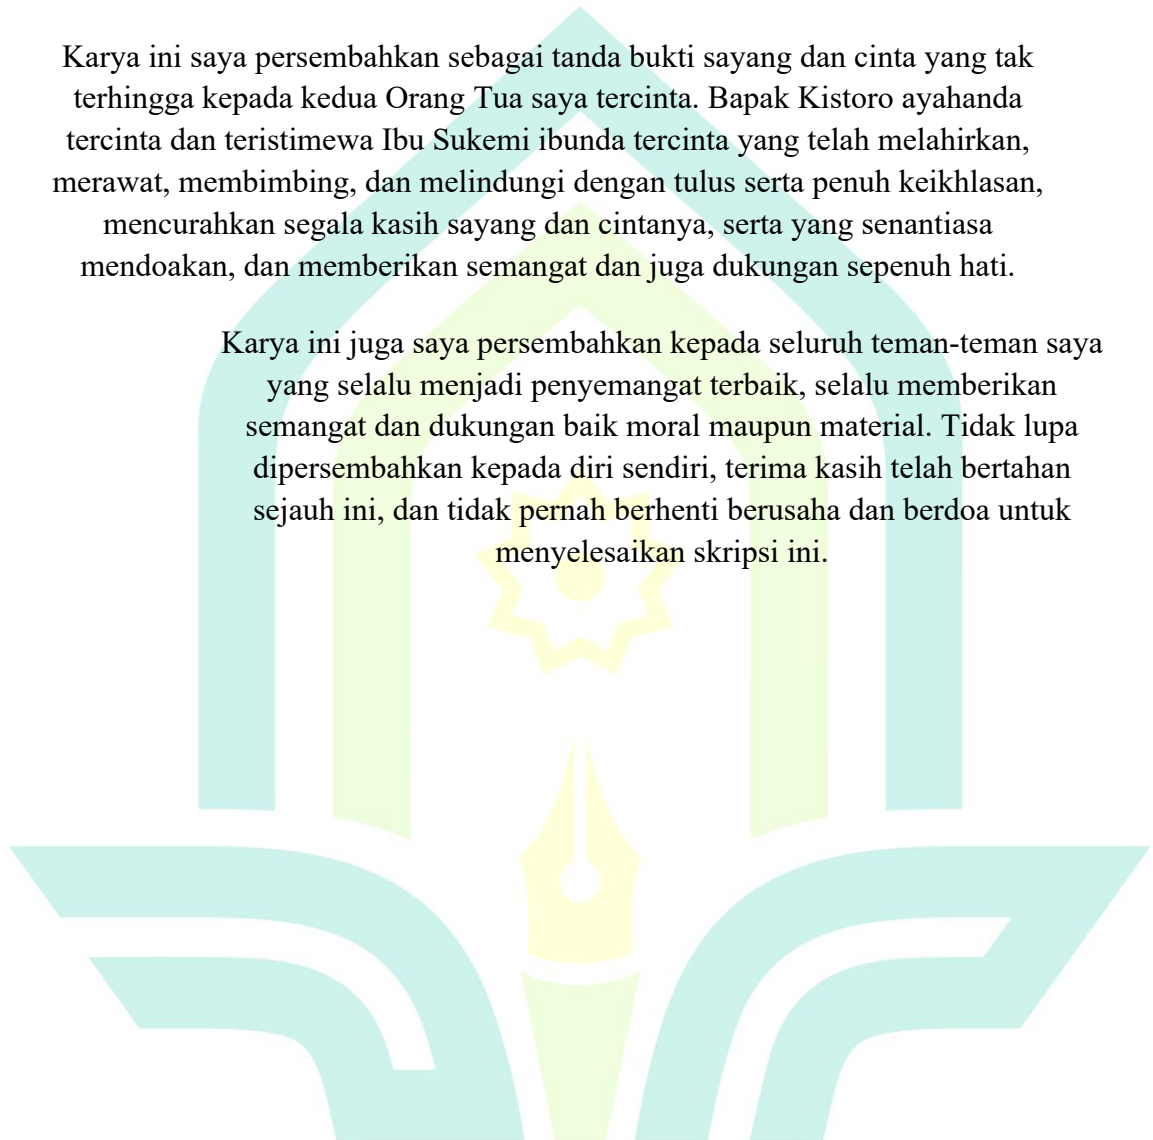 Karya ini saya persembahkan sebagai tanda bukti sayang dan cinta yang tak
terhingga kepada kedua Orang Tua saya tercinta. Bapak Kistoro ayahanda
tercinta dan teristimewa Ibu Sukemi ibunda tercinta yang telah melahirkan,
merawat, membimbing, dan melindungi dengan tulus serta penuh keikhlasan,
mencurahkan segala kasih sayang dan cintanya, serta yang senantiasa
mendoakan, dan memberikan semangat dan juga dukungan sepenuh hati.
Karya ini juga saya persembahkan kepada seluruh teman-teman saya
yang selalu menjadi penyemangat terbaik, selalu memberikan
semangat dan dukungan baik moral maupun material. Tidak lupa
dipersembahkan kepada diri sendiri, terima kasih telah bertahan
sejauh ini, dan tidak pernah berhenti berusaha dan berdoa untuk
menyelesaikan skripsi ini.